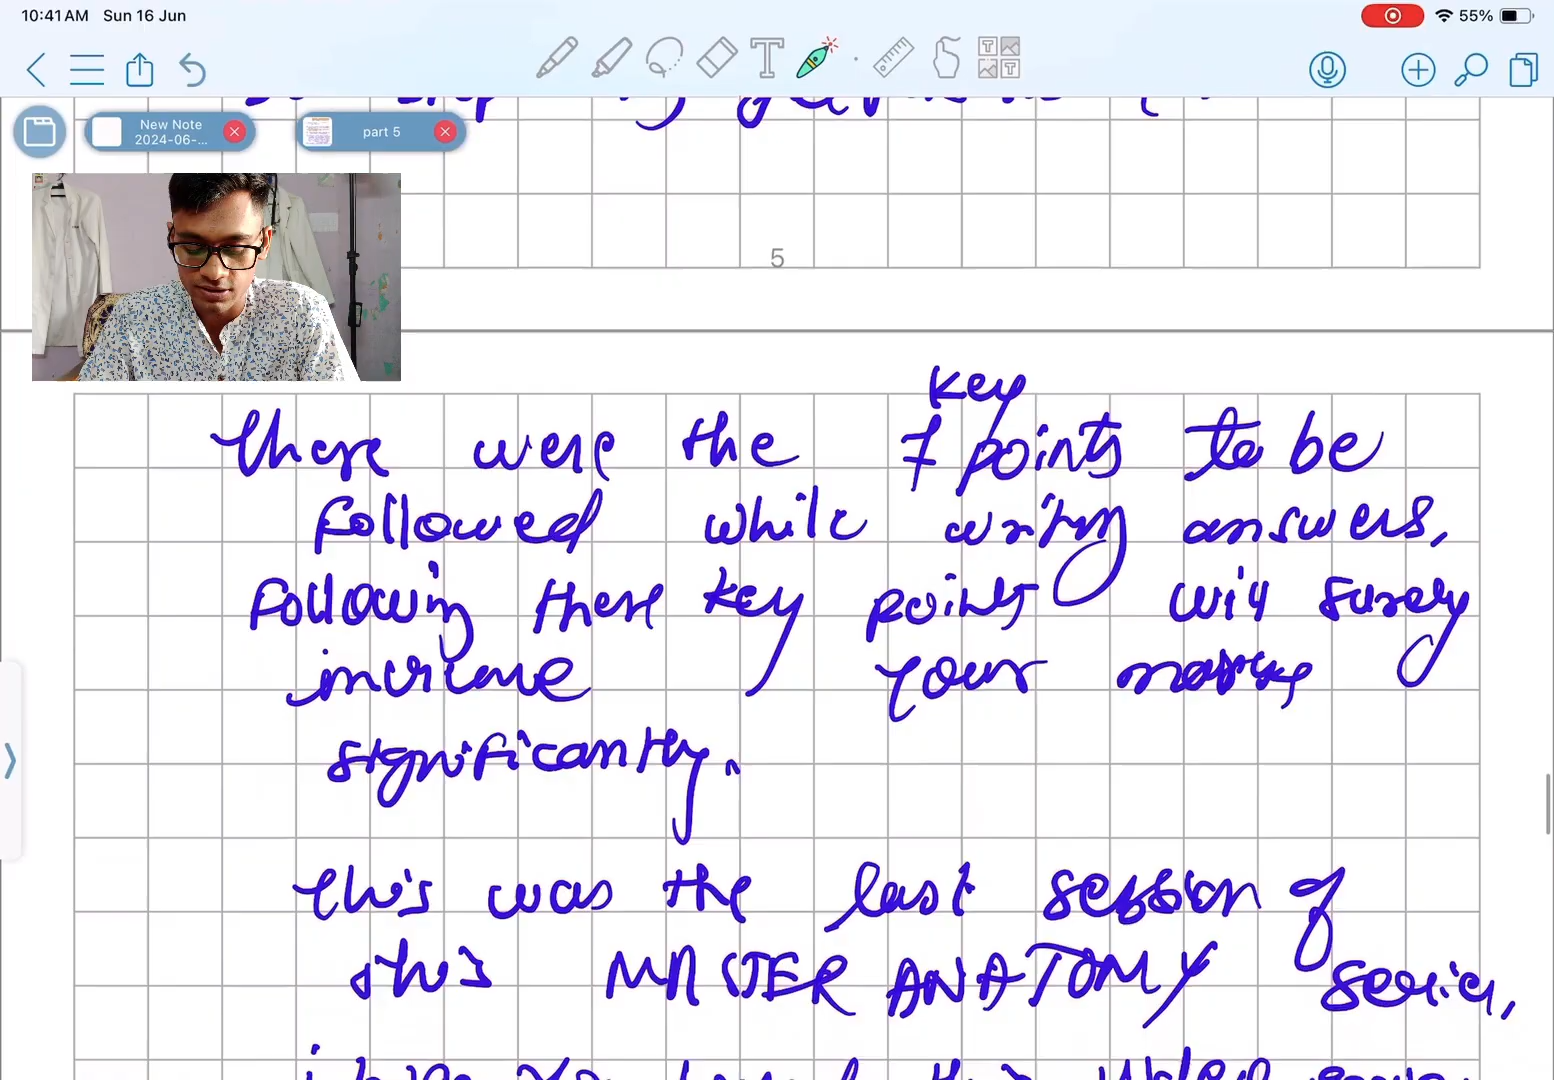 10:41 AM Sun 16 Jun
55%
New Note
2024-06-...
part 5
5
key
these were the 7 points to be
followed while writing answers,
following these key points will surely
increase your marks
significantly.
this was the last session of
this MASTER ANATOMY series,